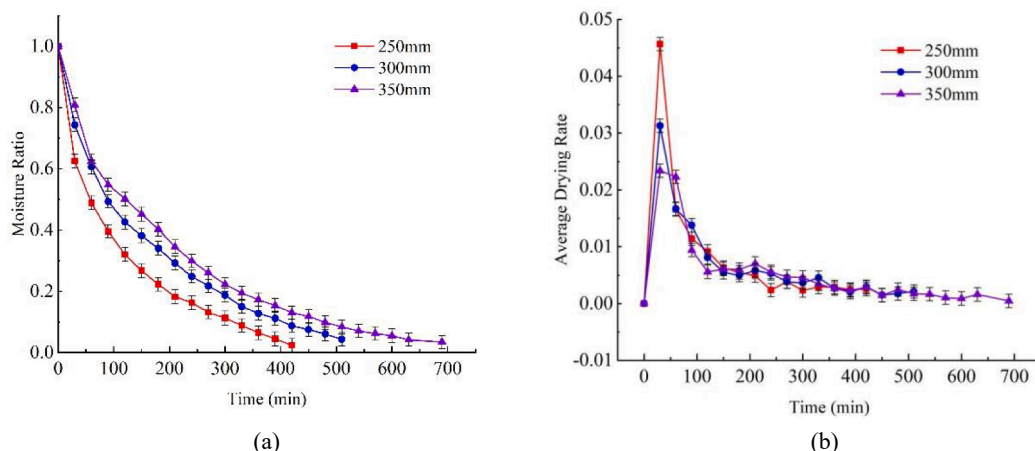 1.0
0.8
0.6
0.4
0.2
0.0
Moisture Ratio
250mm
300mm
350mm
0 100 200 300 400 500 600 700
Time (min)
(a)
0.05
0.04
0.03
0.02
0.01
0.00
-0.01
Average Drying Rate
250mm
300mm
350mm
0 100 200 300 400 500 600 700
Time (min)
(b)